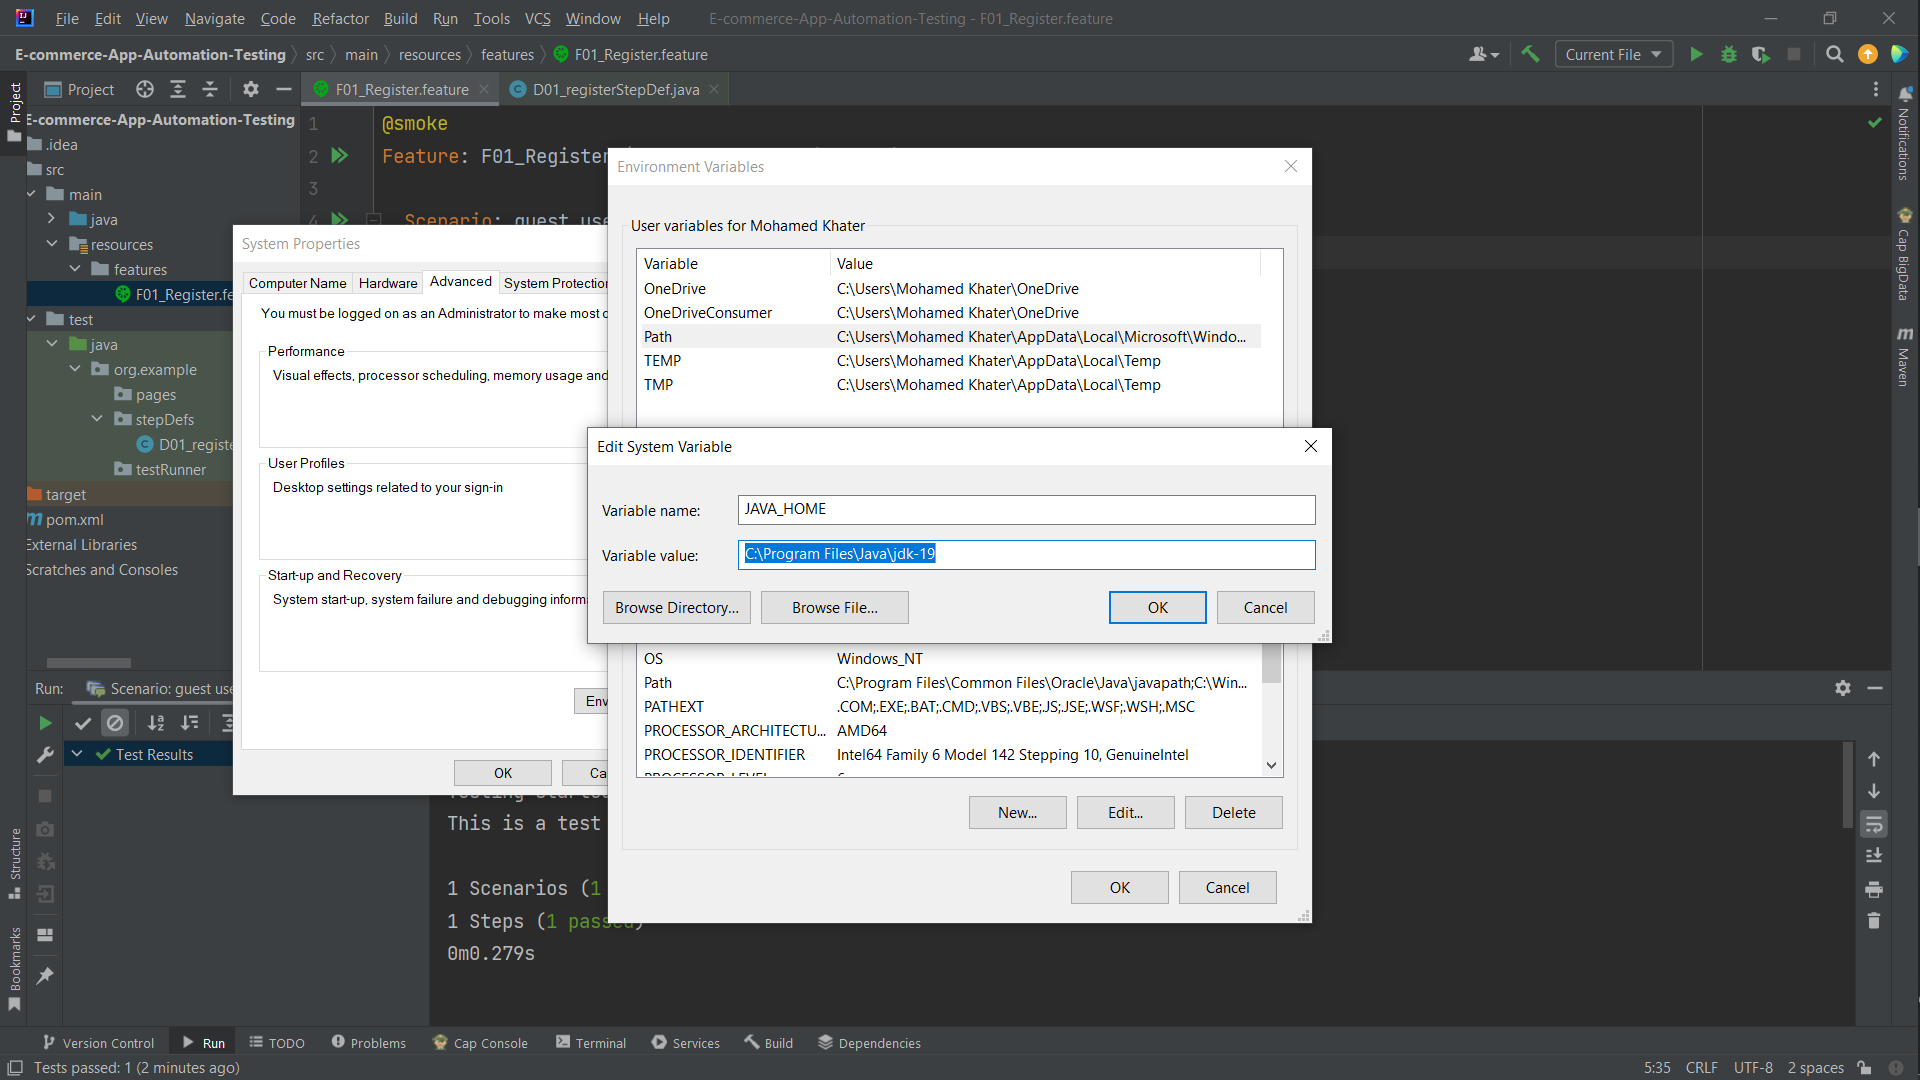 File Edit View Navigate Code Refactor Build Run Tools VCS Window Help E-commerce-App-Automation-Testing - F01_Register.feature
E-commerce-App-Automation-Testing src main resources features F01_Register.feature Current File
Project
F01_Register.feature D01_registerStepDef.java
Project
E-commerce-App-Automation-Testing
.idea
src
main
java
resources
features
F01_Register.fe
test
java
org.example
pages
stepDefs
D01_registe
testRunner
target
pom.xml
External Libraries
Scratches and Consoles
1 @smoke
2 Feature: F01_Register
3
4 Scenario: guest use
Notifications
Cap BigData
Maven
System Properties
Computer Name Hardware Advanced System Protection
You must be logged on as an Administrator to make most c
Performance
Visual effects, processor scheduling, memory usage and
User Profiles
Desktop settings related to your sign-in
Start-up and Recovery
System start-up, system failure and debugging inform
Env
OK Ca
Environment Variables
User variables for Mohamed Khater
Variable Value
OneDrive C:\Users\Mohamed Khater\OneDrive
OneDriveConsumer C:\Users\Mohamed Khater\OneDrive
Path C:\Users\Mohamed Khater\AppData\Local\Microsoft\Windo...
TEMP C:\Users\Mohamed Khater\AppData\Local\Temp
TMP C:\Users\Mohamed Khater\AppData\Local\Temp
Edit System Variable
Variable name: JAVA_HOME
Variable value: C:\Program Files\Java\jdk-19
Browse Directory... Browse File... OK Cancel
OS Windows_NT
Path C:\Program Files\Common Files\Oracle\Java\javapath;C:\Win...
PATHEXT .COM;.EXE;.BAT;.CMD;.VBS;.VBE;.JS;.JSE;.WSF;.WSH;.MSC
PROCESSOR_ARCHITECTU... AMD64
PROCESSOR_IDENTIFIER Intel64 Family 6 Model 142 Stepping 10, GenuineIntel
PROCESSOR_LEVEL 6
New... Edit... Delete
OK Cancel
Run: Scenario: guest use
Test Results
Testing started
This is a test
1 Scenarios (1
1 Steps (1 passed)
0m0.279s
Structure
Bookmarks
Version Control Run TODO Problems Cap Console Terminal Services Build Dependencies
Tests passed: 1 (2 minutes ago) 5:35 CRLF UTF-8 2 spaces